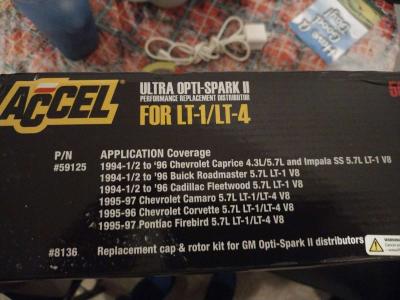 ACCEL
ULTRA OPTI-SPARK II
PERFORMANCE REPLACEMENT DISTRIBUTOR
FOR LT-1/LT-4
P/N APPLICATION Coverage
#59125 1994-1/2 to '96 Chevrolet Caprice 4.3L/5.7L and Impala SS 5.7L LT-1 V8
1994-1/2 to '96 Buick Roadmaster 5.7L LT-1 V8
1994-1/2 to '96 Cadillac Fleetwood 5.7L LT-1 V8
1995-97 Chevrolet Camaro 5.7L LT-1/LT-4 V8
1995-96 Chevrolet Corvette 5.7L LT-1/LT-4 V8
1995-97 Pontiac Firebird 5.7L LT-1/LT-4 V8
#8136 Replacement cap & rotor kit for GM Opti-Spark II distributors
WARNING